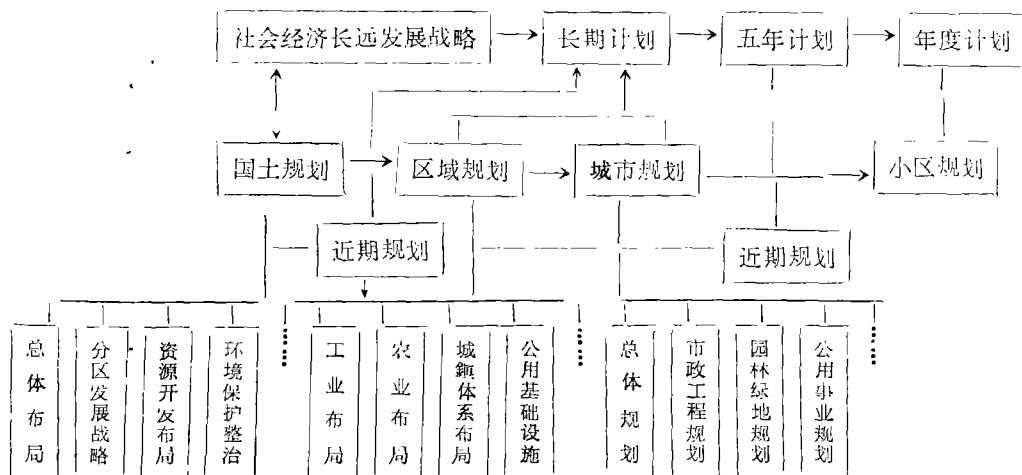 社会经济长远发展战略
长期计划
五年计划
年度计划
国土规划
区域规划
城市规划
小区规划
近期规划
近期规划
总体布局
分区发展战略
资源开发布局
环境保护整治
……
工业布局
农业布局
城鎮体系布局
公用基础设施
……
总体规划
市政工程规划
园林绿地规划
公用事业规划
……